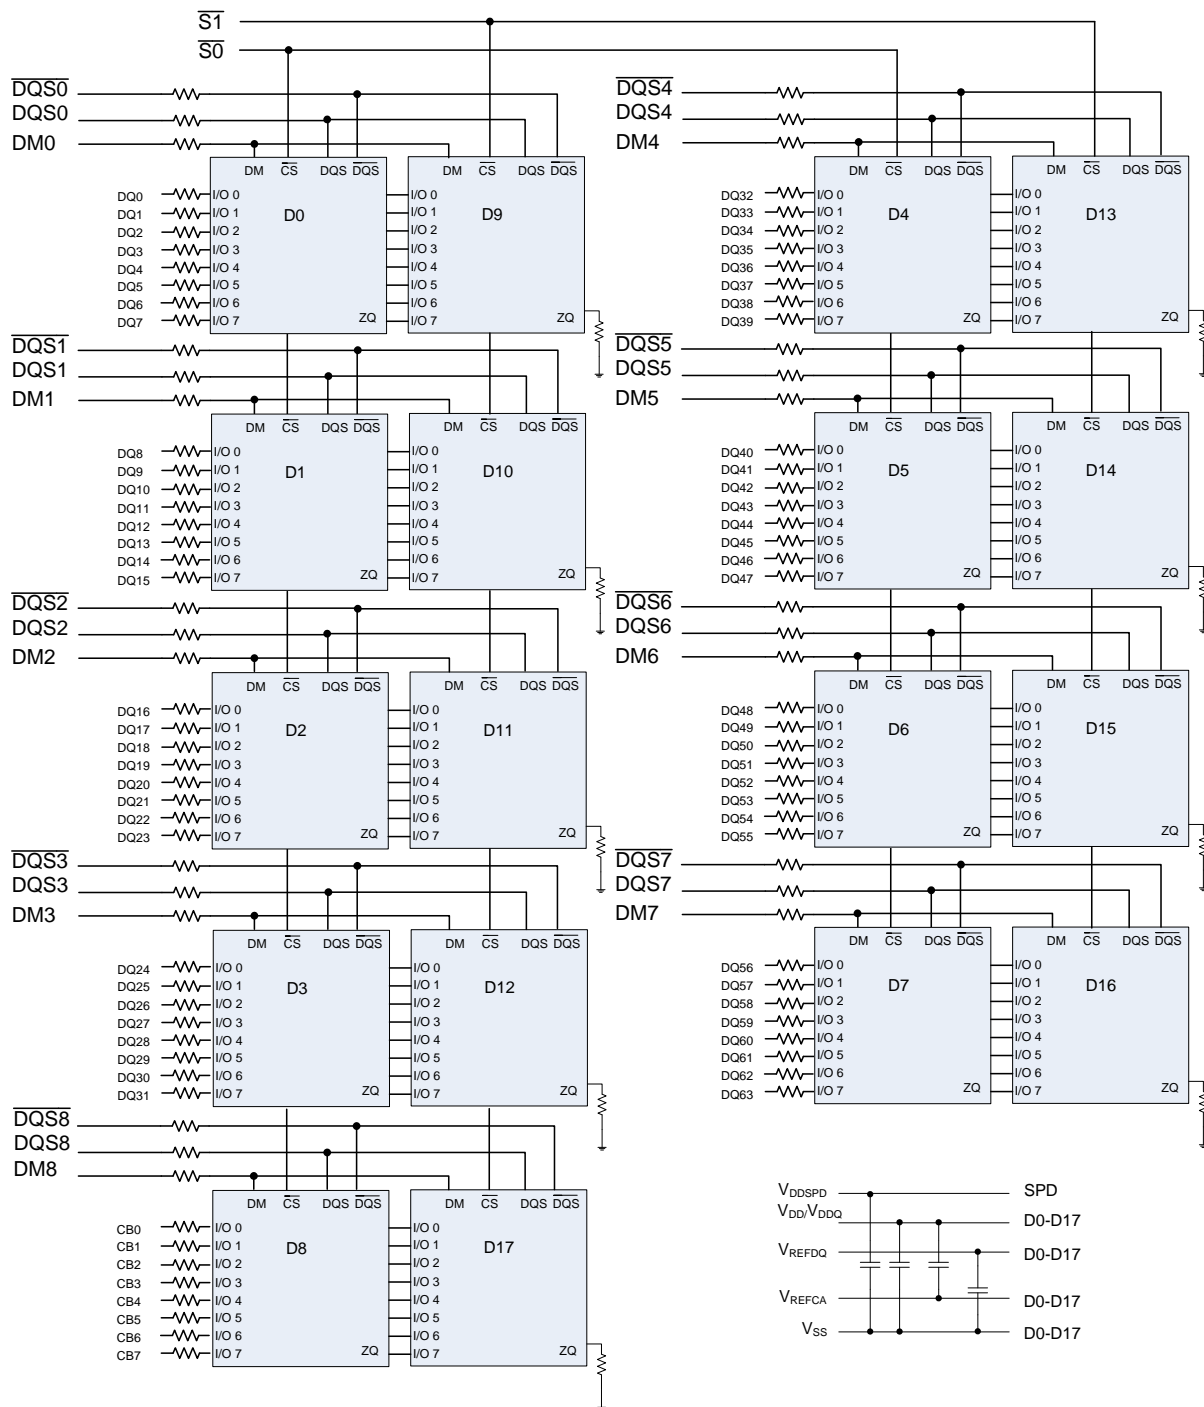 S1
S0
DQS0
DQS0
DM0
DM CS DQS DQS DM CS DQS DQS
D0 D9
DQ0 I/O 0 I/O 0
DQ1 I/O 1 I/O 1
DQ2 I/O 2 I/O 2
DQ3 I/O 3 I/O 3
DQ4 I/O 4 I/O 4
DQ5 I/O 5 I/O 5
DQ6 I/O 6 I/O 6
DQ7 I/O 7 ZQ I/O 7 ZQ
DQS1
DQS1
DM1
DM CS DQS DQS DM CS DQS DQS
DQ8 I/O 0 I/O 0
DQ9 I/O 1 D1 I/O 1 D10
DQ10 I/O 2 I/O 2
DQ11 I/O 3 I/O 3
DQ12 I/O 4 I/O 4
DQ13 I/O 5 I/O 5
DQ14 I/O 6 I/O 6
DQ15 I/O 7 ZQ I/O 7 ZQ
DQS2
DQS2
DM2
DM CS DQS DQS DM CS DQS DQS
DQ16 I/O 0 I/O 0
DQ17 I/O 1 D2 I/O 1 D11
DQ18 I/O 2 I/O 2
DQ19 I/O 3 I/O 3
DQ20 I/O 4 I/O 4
DQ21 I/O 5 I/O 5
DQ22 I/O 6 I/O 6
DQ23 I/O 7 ZQ I/O 7 ZQ
DQS3
DQS3
DM3
DM CS DQS DQS DM CS DQS DQS
DQ24 I/O 0 I/O 0
DQ25 I/O 1 D3 I/O 1 D12
DQ26 I/O 2 I/O 2
DQ27 I/O 3 I/O 3
DQ28 I/O 4 I/O 4
DQ29 I/O 5 I/O 5
DQ30 I/O 6 I/O 6
DQ31 I/O 7 ZQ I/O 7 ZQ
DQS8
DQS8
DM8
DM CS DQS DQS DM CS DQS DQS
CB0 I/O 0 I/O 0
CB1 I/O 1 D8 I/O 1 D17
CB2 I/O 2 I/O 2
CB3 I/O 3 I/O 3
CB4 I/O 4 I/O 4
CB5 I/O 5 I/O 5
CB6 I/O 6 I/O 6
CB7 I/O 7 ZQ I/O 7 ZQ
DQS4
DQS4
DM4
DM CS DQS DQS DM CS DQS DQS
DQ32 I/O 0 I/O 0
DQ33 I/O 1 D4 I/O 1 D13
DQ34 I/O 2 I/O 2
DQ35 I/O 3 I/O 3
DQ36 I/O 4 I/O 4
DQ37 I/O 5 I/O 5
DQ38 I/O 6 I/O 6
DQ39 I/O 7 ZQ I/O 7 ZQ
DQS5
DQS5
DM5
DM CS DQS DQS DM CS DQS DQS
DQ40 I/O 0 I/O 0
DQ41 I/O 1 D5 I/O 1 D14
DQ42 I/O 2 I/O 2
DQ43 I/O 3 I/O 3
DQ44 I/O 4 I/O 4
DQ45 I/O 5 I/O 5
DQ46 I/O 6 I/O 6
DQ47 I/O 7 ZQ I/O 7 ZQ
DQS6
DQS6
DM6
DM CS DQS DQS DM CS DQS DQS
DQ48 I/O 0 I/O 0
DQ49 I/O 1 D6 I/O 1 D15
DQ50 I/O 2 I/O 2
DQ51 I/O 3 I/O 3
DQ52 I/O 4 I/O 4
DQ53 I/O 5 I/O 5
DQ54 I/O 6 I/O 6
DQ55 I/O 7 ZQ I/O 7 ZQ
DQS7
DQS7
DM7
DM CS DQS DQS DM CS DQS DQS
DQ56 I/O 0 I/O 0
DQ57 I/O 1 D7 I/O 1 D16
DQ58 I/O 2 I/O 2
DQ59 I/O 3 I/O 3
DQ60 I/O 4 I/O 4
DQ61 I/O 5 I/O 5
DQ62 I/O 6 I/O 6
DQ63 I/O 7 ZQ I/O 7 ZQ
VDDSPD SPD
VDD/VDDQ D0-D17
VREFDQ D0-D17
VREFCA D0-D17
VSS D0-D17